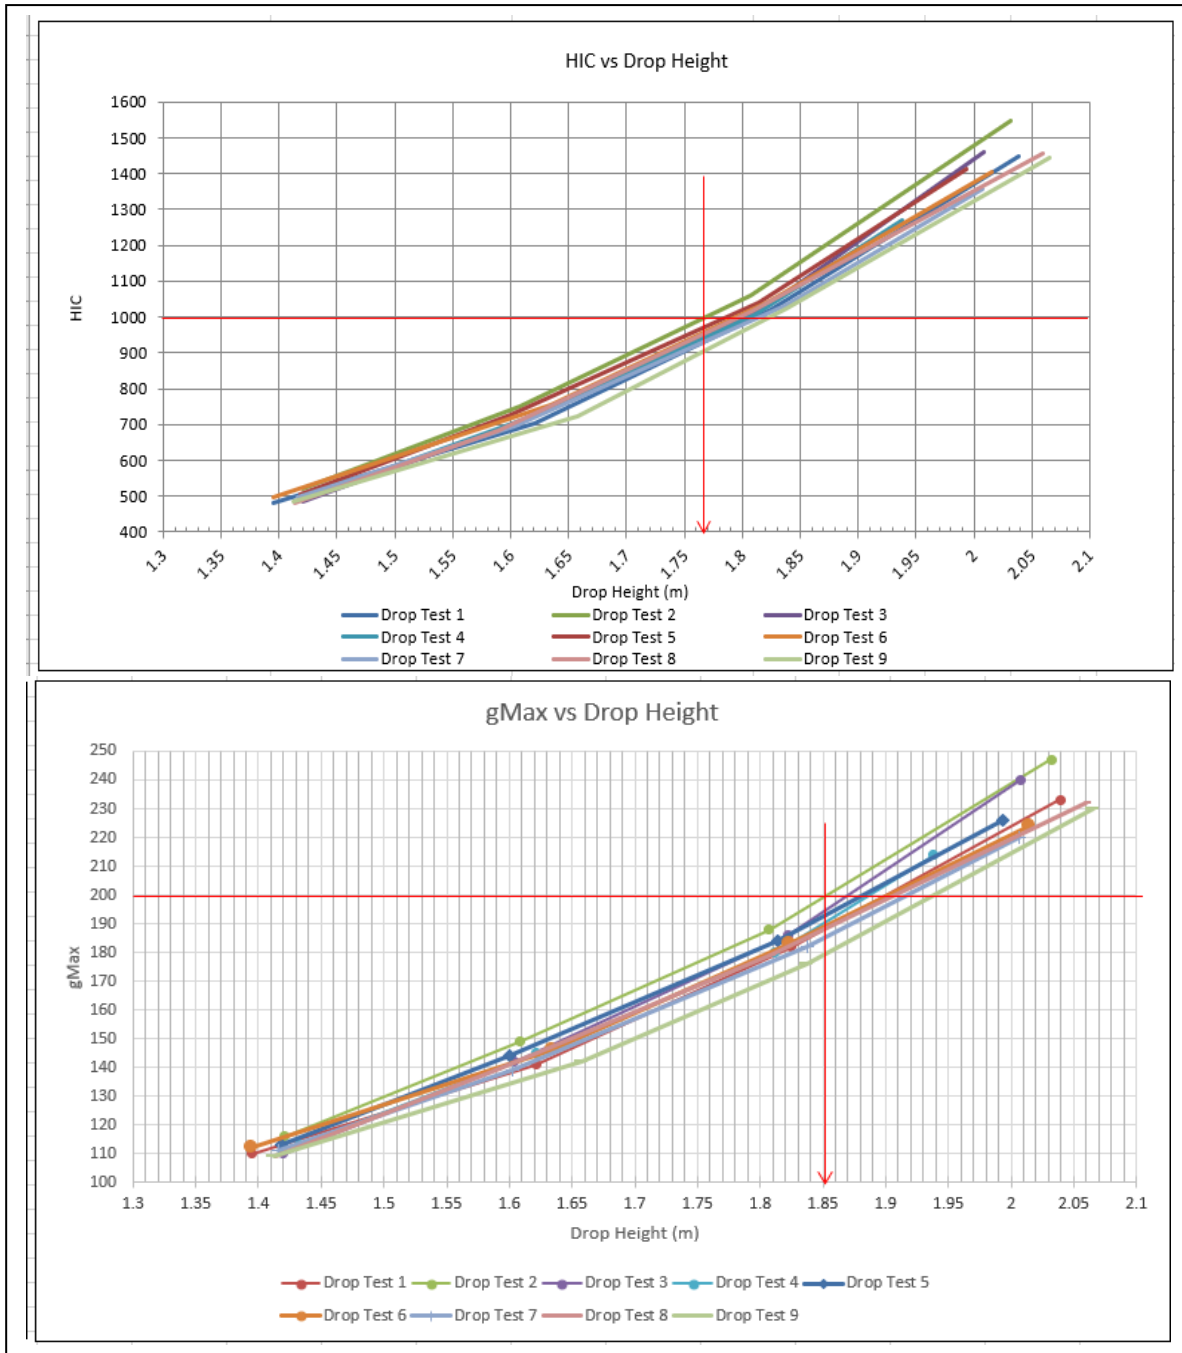 HIC vs Drop Height
1600
1500
1400
1300
1200
1100
1000
900
800
700
600
500
400
HIC
1.3 1.35 1.4 1.45 1.5 1.55 1.6 1.65 1.7 1.75 1.8 1.85 1.9 1.95 2 2.05 2.1
Drop Height (m)
Drop Test 1 Drop Test 2 Drop Test 3
Drop Test 4 Drop Test 5 Drop Test 6
Drop Test 7 Drop Test 8 Drop Test 9
gMax vs Drop Height
250
240
230
220
210
200
190
180
170
160
150
140
130
120
110
100
gMax
1.3 1.35 1.4 1.45 1.5 1.55 1.6 1.65 1.7 1.75 1.8 1.85 1.9 1.95 2 2.05 2.1
Drop Height (m)
Drop Test 1 Drop Test 2 Drop Test 3 Drop Test 4 Drop Test 5
Drop Test 6 Drop Test 7 Drop Test 8 Drop Test 9